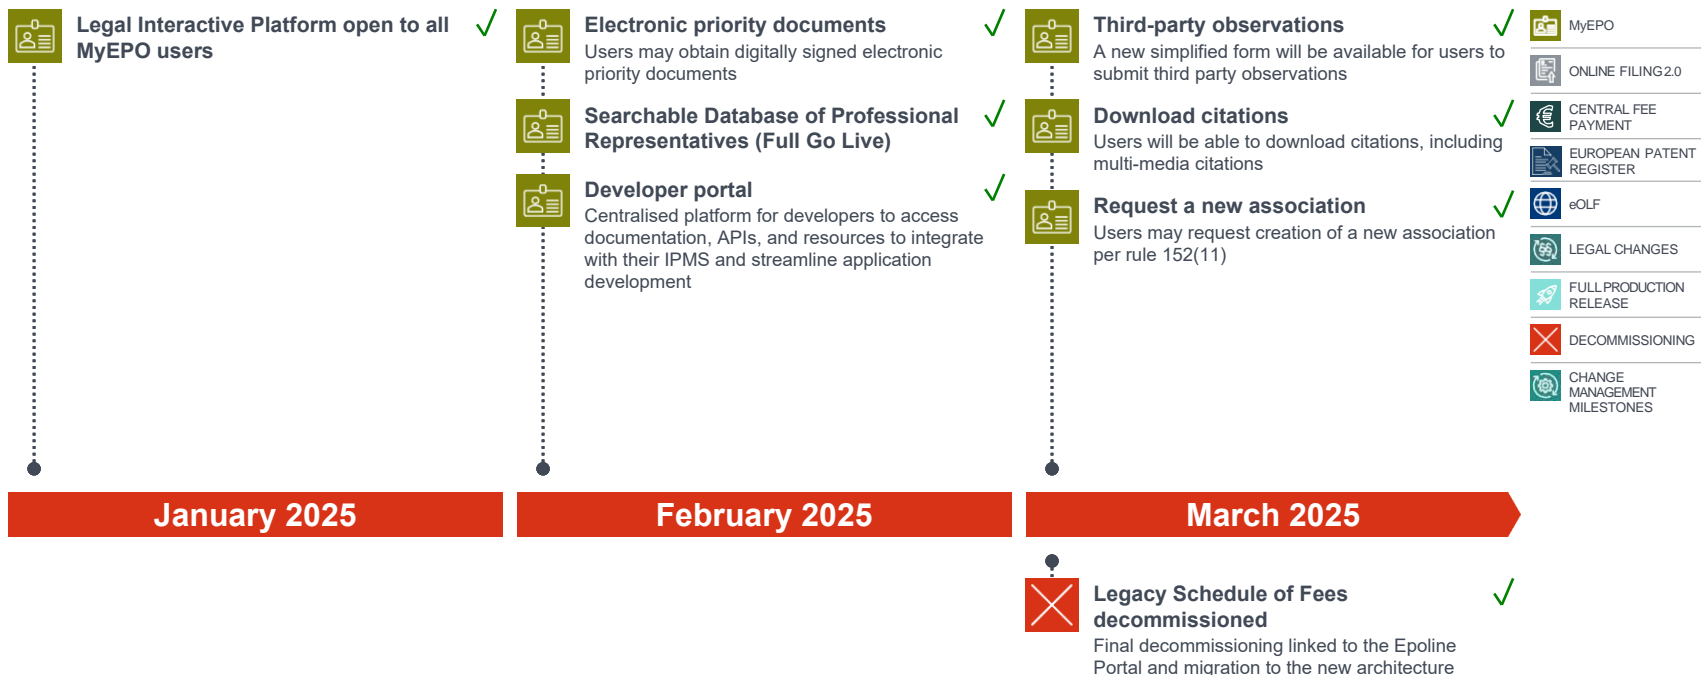 Legal Interactive Platform open to all
MyEPO users
Electronic priority documents
Users may obtain digitally signed electronic
priority documents
Searchable Database of Professional
Representatives (Full Go Live)
Developer portal
Centralised platform for developers to access
documentation, APIs, and resources to integrate
with their IPMS and streamline application
development
Third-party observations
A new simplified form will be available for users to
submit third party observations
Download citations
Users will be able to download citations, including
multi-media citations
Request a new association
Users may request creation of a new association
per rule 152(11)
MyEPO
ONLINE FILING 2.0
CENTRAL FEE
PAYMENT
EUROPEAN PATENT
REGISTER
eOLF
LEGAL CHANGES
FULL PRODUCTION
RELEASE
DECOMMISSIONING
CHANGE
MANAGEMENT
MILESTONES
January 2025
February 2025
March 2025
Legacy Schedule of Fees
decommissioned
Final decommissioning linked to the Epoline
Portal and migration to the new architecture